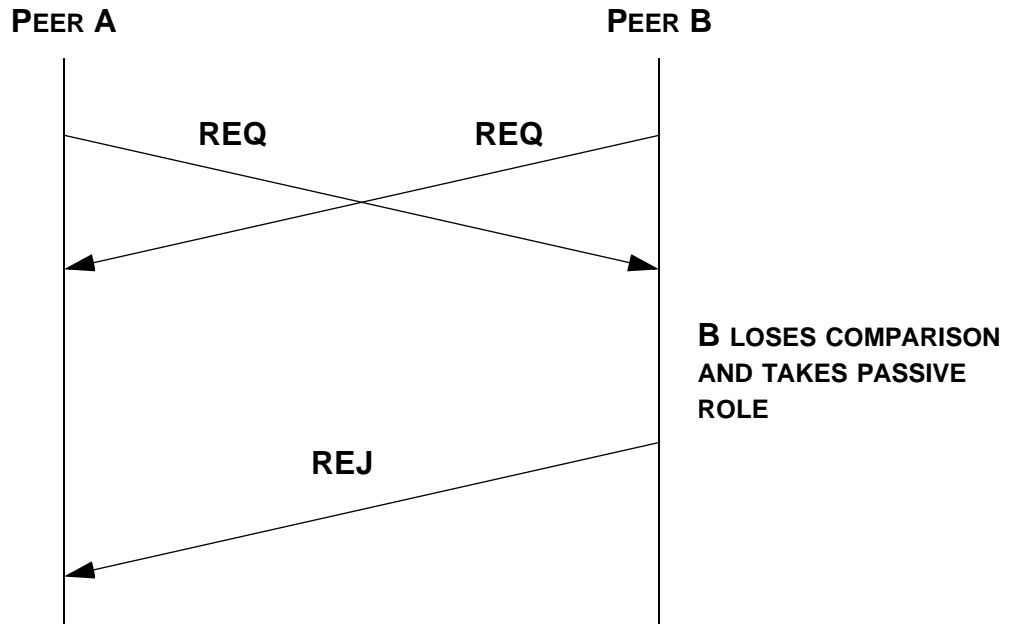 PEER A
PEER B
REQ
REQ
B LOSES COMPARISON
AND TAKES PASSIVE
ROLE
REJ